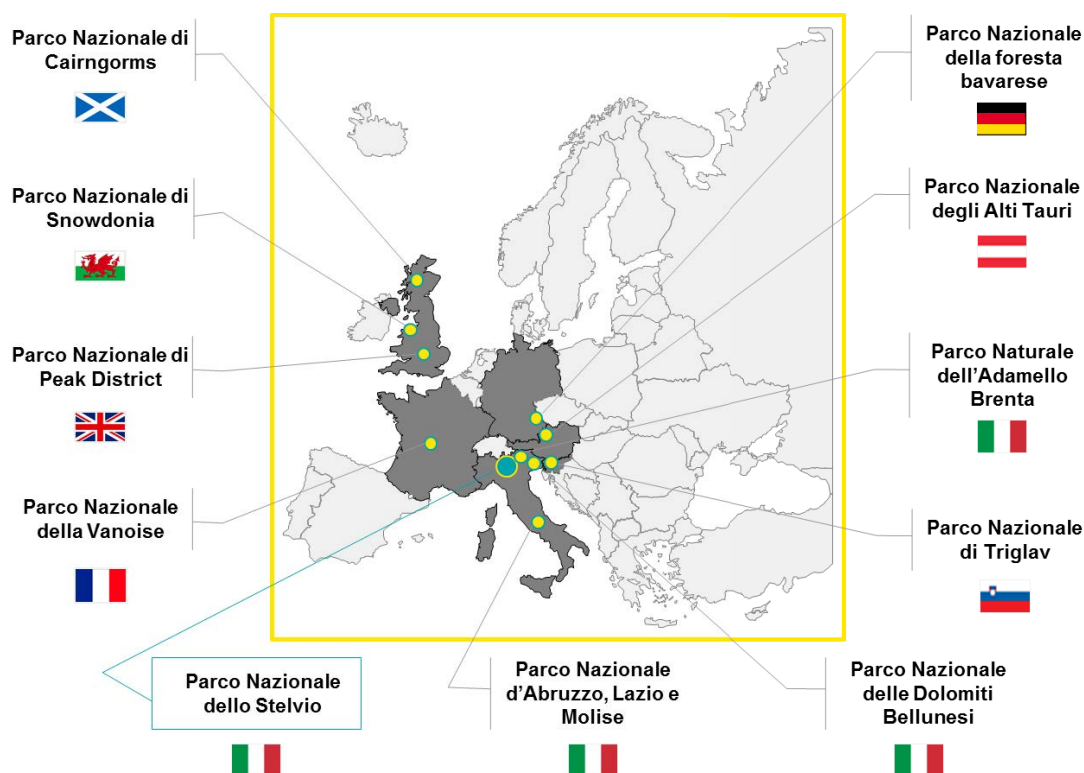 Parco Nazionale di
Cairngorms
Parco Nazionale di
Snowdonia
Parco Nazionale di
Peak District
Parco Nazionale
della Vanoise
Parco Nazionale
della foresta
bavarese
Parco Nazionale
degli Alti Tauri
Parco Naturale
dell’Adamello
Brenta
Parco Nazionale
di Triglav
Parco Nazionale
dello Stelvio
Parco Nazionale
d’Abruzzo, Lazio e
Molise
Parco Nazionale
delle Dolomiti
Bellunesi